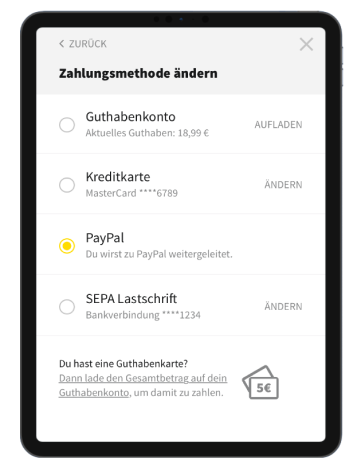 < ZURÜCK
Zahlungsmethode ändern
Guthabenkonto
Aktuelles Guthaben: 18,99 €
AUFLADEN
Kreditkarte
MasterCard ****6789
ÄNDERN
PayPal
Du wirst zu PayPal weitergeleitet.
SEPA Lastschrift
Bankverbindung ****1234
ÄNDERN
Du hast eine Guthabenkarte?
Dann lade den Gesamtbetrag auf dein
Guthabenkonto, um damit zu zahlen.
5€